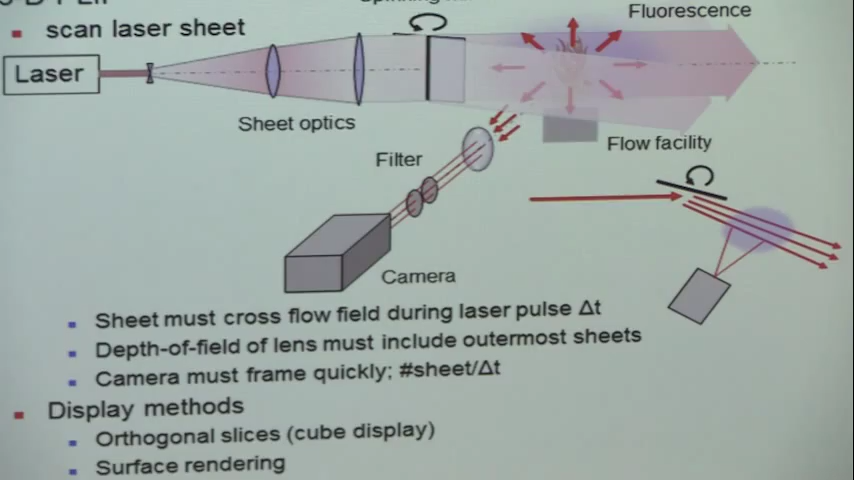 scan laser sheet
Fluorescence
Laser
Sheet optics
Filter
Flow facility
Camera
Sheet must cross flow field during laser pulse Δt
Depth-of-field of lens must include outermost sheets
Camera must frame quickly: #sheet/Δt
Display methods
Orthogonal slices (cube display)
Surface rendering